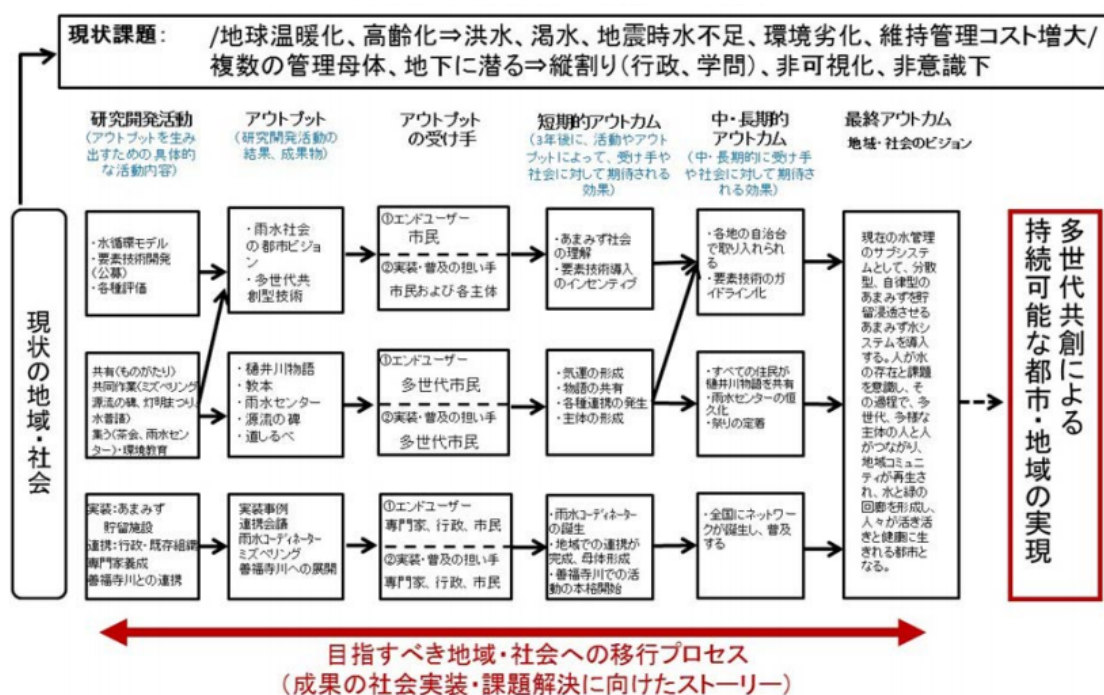 現状課題: /地球温暖化、高齢化⇒洪水、渇水、地震時水不足、環境劣化、維持管理コスト増大/
複数の管理母体、地下に潜る⇒縦割り(行政、学問)、非可視化、非意識下
研究開発活動
(アウトプットを生み
出すための具体的
な活動内容)
アウトプット
(研究開発活動の
結果、成果物)
アウトプット
の受け手
短期的アウトカム
(3年後に、活動やアウ
トプットによって、受け手や
社会に対して期待される
効果)
中・長期的
アウトカム
(中・長期的に受け手
や社会に対して期待さ
れる効果)
最終アウトカム
地域・社会のビジョン
現状の地域・社会
・水循環モデル
・要素技術開発
(公募)
・各種評価
・雨水社会
の都市ビジョ
ン
・多世代共
創型技術
①エンドユーザー
市民
②実装・普及の担い手
市民および各主体
・あまみず社会
の理解
・要素技術導入
のインセンティブ
・各地の自治台
で取り入れられ
る
・要素技術のガ
イドライン化
共有(ものがたり)
共同作業(ミズベリング
源流の碑、灯明まつり、
水普請)
集う(茶会、雨水セン
ター)・環境教育
・樋井川物語
・教本
・雨水センター
・源流の碑
・道しるべ
①エンドユーザー
多世代市民
②実装・普及の担い手
多世代市民
・気運の形成
・物語の共有
・各種連携の発生
・主体の形成
・すべての住民が
樋井川物語を共有
・雨水センターの恒
久化
・祭りの定着
実装:あまみず
貯留施設
連携:行政・既存組織
専門家養成
善福寺川との連携
実装事例
連携会議
雨水コーディネーター
ミズベリング
善福寺川への展開
①エンドユーザー
専門家、行政、市民
②実装・普及の担い手
専門家、行政、市民
・雨水コーディネーター
の誕生
・地域での連携が
完成、母体形成
・善福寺川での活
動の本格開始
・全国にネットワー
クが誕生し、普及
する
現在の水管理
のサブシステム
として、分散
型、自律型の
あまみずを貯
留浸透させる
あまみず水シ
ステムを導入
する。人が水
の存在と課題
を意識し、そ
の過程で、多
世代、多様な
主体の人と人
がつながり、
地域コミュニ
ティが再生さ
れ、水と緑の
回廊を形成し、
人々が活き活
きと健康に生
きれる都市と
なる。
多世代共創による
持続可能な都市・地域の実現
目指すべき地域・社会への移行プロセス
(成果の社会実装・課題解決に向けたストーリー)